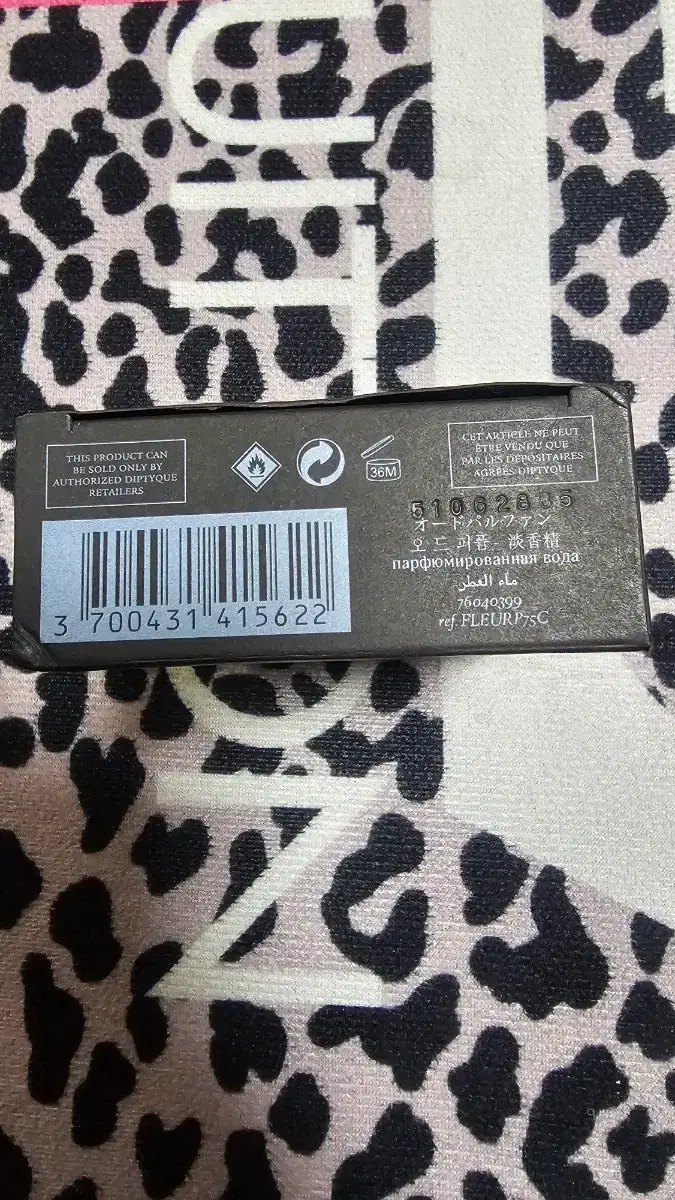 THIS PRODUCT CAN
BE SOLD ONLY BY
AUTHORIZED DIPTYQUE
RETAILERS
36M
CET ARTICLE NE PEUT
ÊTRE VENDU QUE
PAR LES DÉPOSITAIRES
AGRÉÉS DIPTYQUE
オードパルファン
오 드 퍼퓸 - 淡香精
парфюмированная вода
ماء العطر
76040399
ref FLEURP75C
3 700431 415622